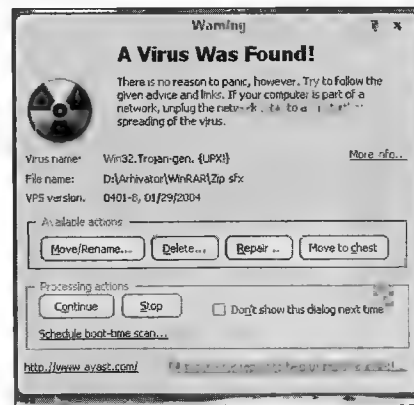 Warning
A Virus Was Found!
There is no reason to panic, however. Try to follow the
given advice and links. If your computer is part of a
network, unplug the
spreading of the virus.
Virus name: Win32.Trojan-gen. {UPX!} More info..
File name: D:\Arhivator\WinRAR\Zip sfx
VPS version. 0401-8, 01/29/2004
Available actions
Move/Rename... Delete... Repair .. Move to chest
Processing actions
Continue Stop Don't show this dialog next time
Schedule boot-time scan...
http://www.avast.com/